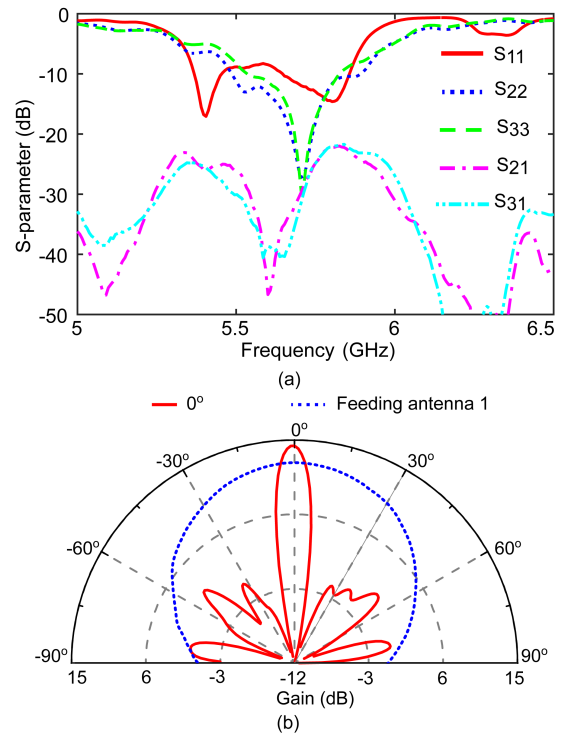 0
-10
-20
-30
-40
-50
S-parameter (dB)
S11
S22
S33
S21
S31
5 5.5 6 6.5
Frequency (GHz)
(a)
0º Feeding antenna 1
0º
-30º 30º
-60º 60º
-90º 90º
15 6 -3 -12 -3 6 15
Gain (dB)
(b)